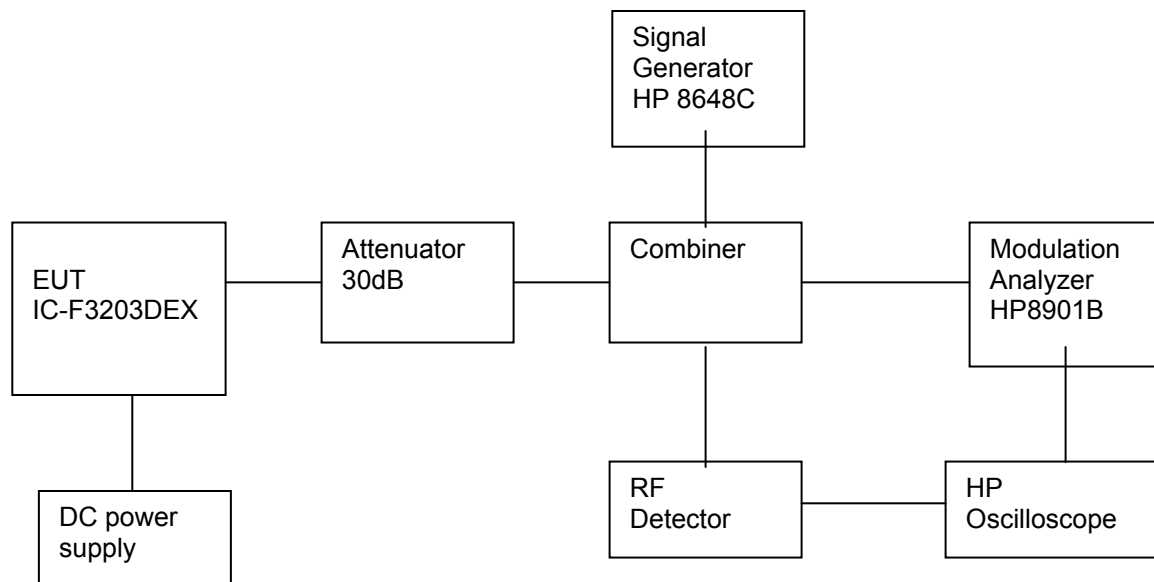 Signal
Generator
HP 8648C
EUT
IC-F3203DEX
Attenuator
30dB
Combiner
Modulation
Analyzer
HP8901B
DC power
supply
RF
Detector
HP
Oscilloscope